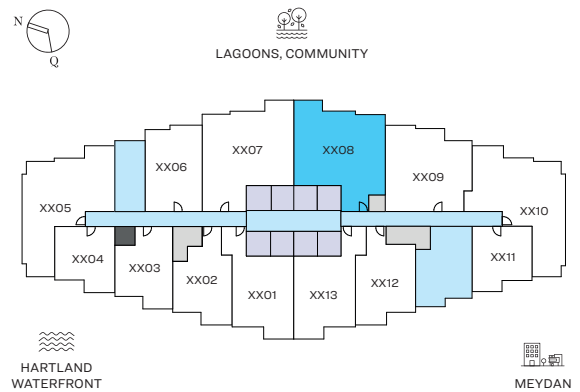 N
Q
LAGOONS, COMMUNITY
XX07
XX08
XX06
XX09
XX05
XX10
XX04
XX03
XX02
XX01
XX13
XX12
XX11
HARTLAND
WATERFRONT
MEYDAN